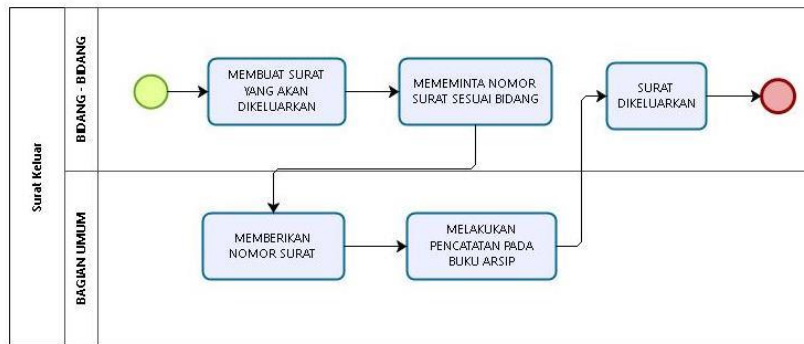 Surat Keluar
BIDANG - BIDANG
MEMBUAT SURAT
YANG AKAN
DIKELUARKAN
MEMEMINTA NOMOR
SURAT SESUAI BIDANG
SURAT
DIKELUARKAN
BAGIAN UMUM
MEMBERIKAN
NOMOR SURAT
MELAKUKAN
PENCATATAN PADA
BUKU ARSIP